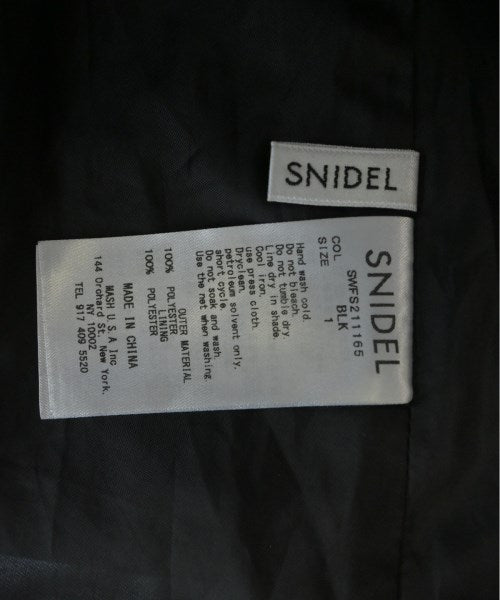 SNIDEL
SNIDEL
SWFS211165
COL BLK
SIZE 1
Hand wash cold.
Do not bleach.
Do not tumble dry.
Line dry in shade.
Cool iron.
use press cloth.
Dryclean.
petroleum solvent only.
short cycle.
Do not soak and wash.
Use the net when washing.
OUTER MATERIAL
100% POLYESTER
LINING
100% POLYESTER
MADE IN CHINA
MASH U S A Inc
144 Orchard St, New York.
NY 10002
TEL 917 409 5520